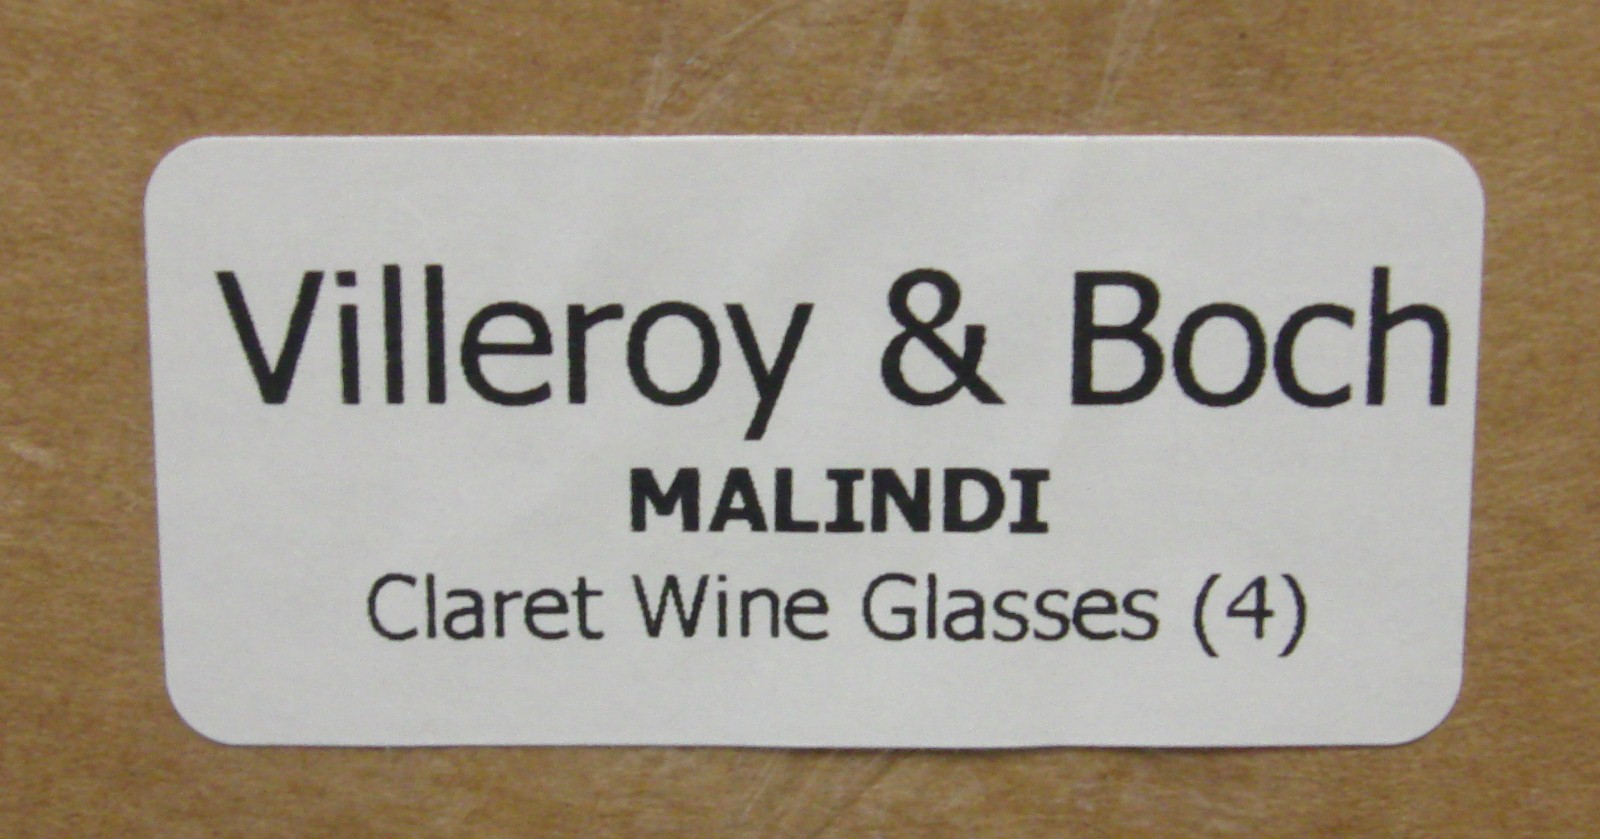 Villeroy & Boch
MALINDI
Claret Wine Glasses (4)